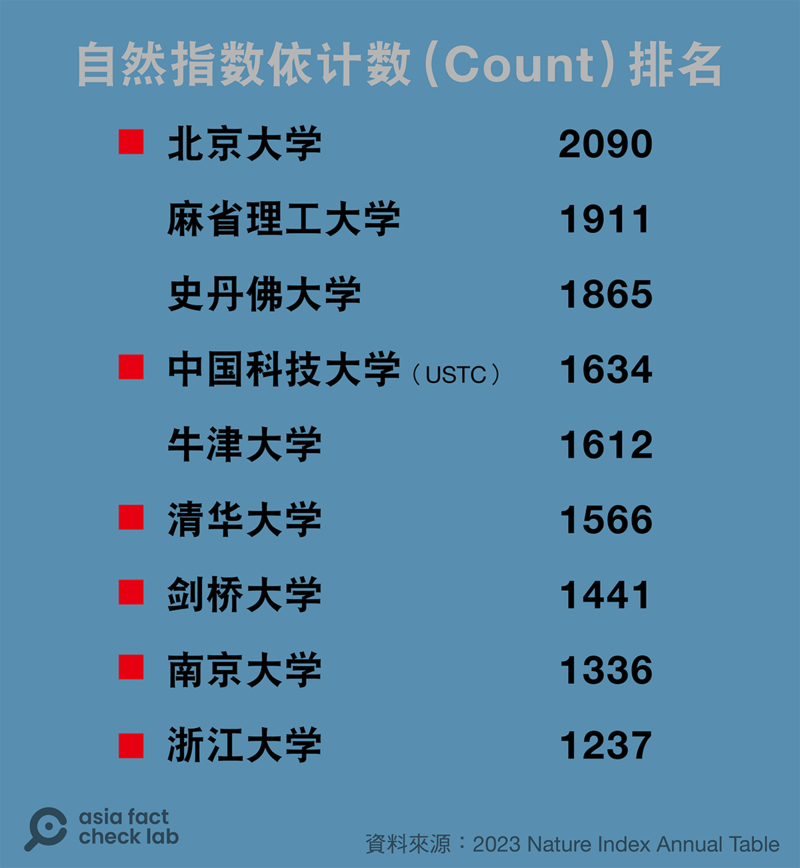 自然指数依计数（Count）排名
北京大学 2090
麻省理工大学 1911
史丹佛大学 1865
中国科技大学（USTC） 1634
牛津大学 1612
清华大学 1566
剑桥大学 1441
南京大学 1336
浙江大学 1237
asia fact
check lab
資料來源：2023 Nature Index Annual Table